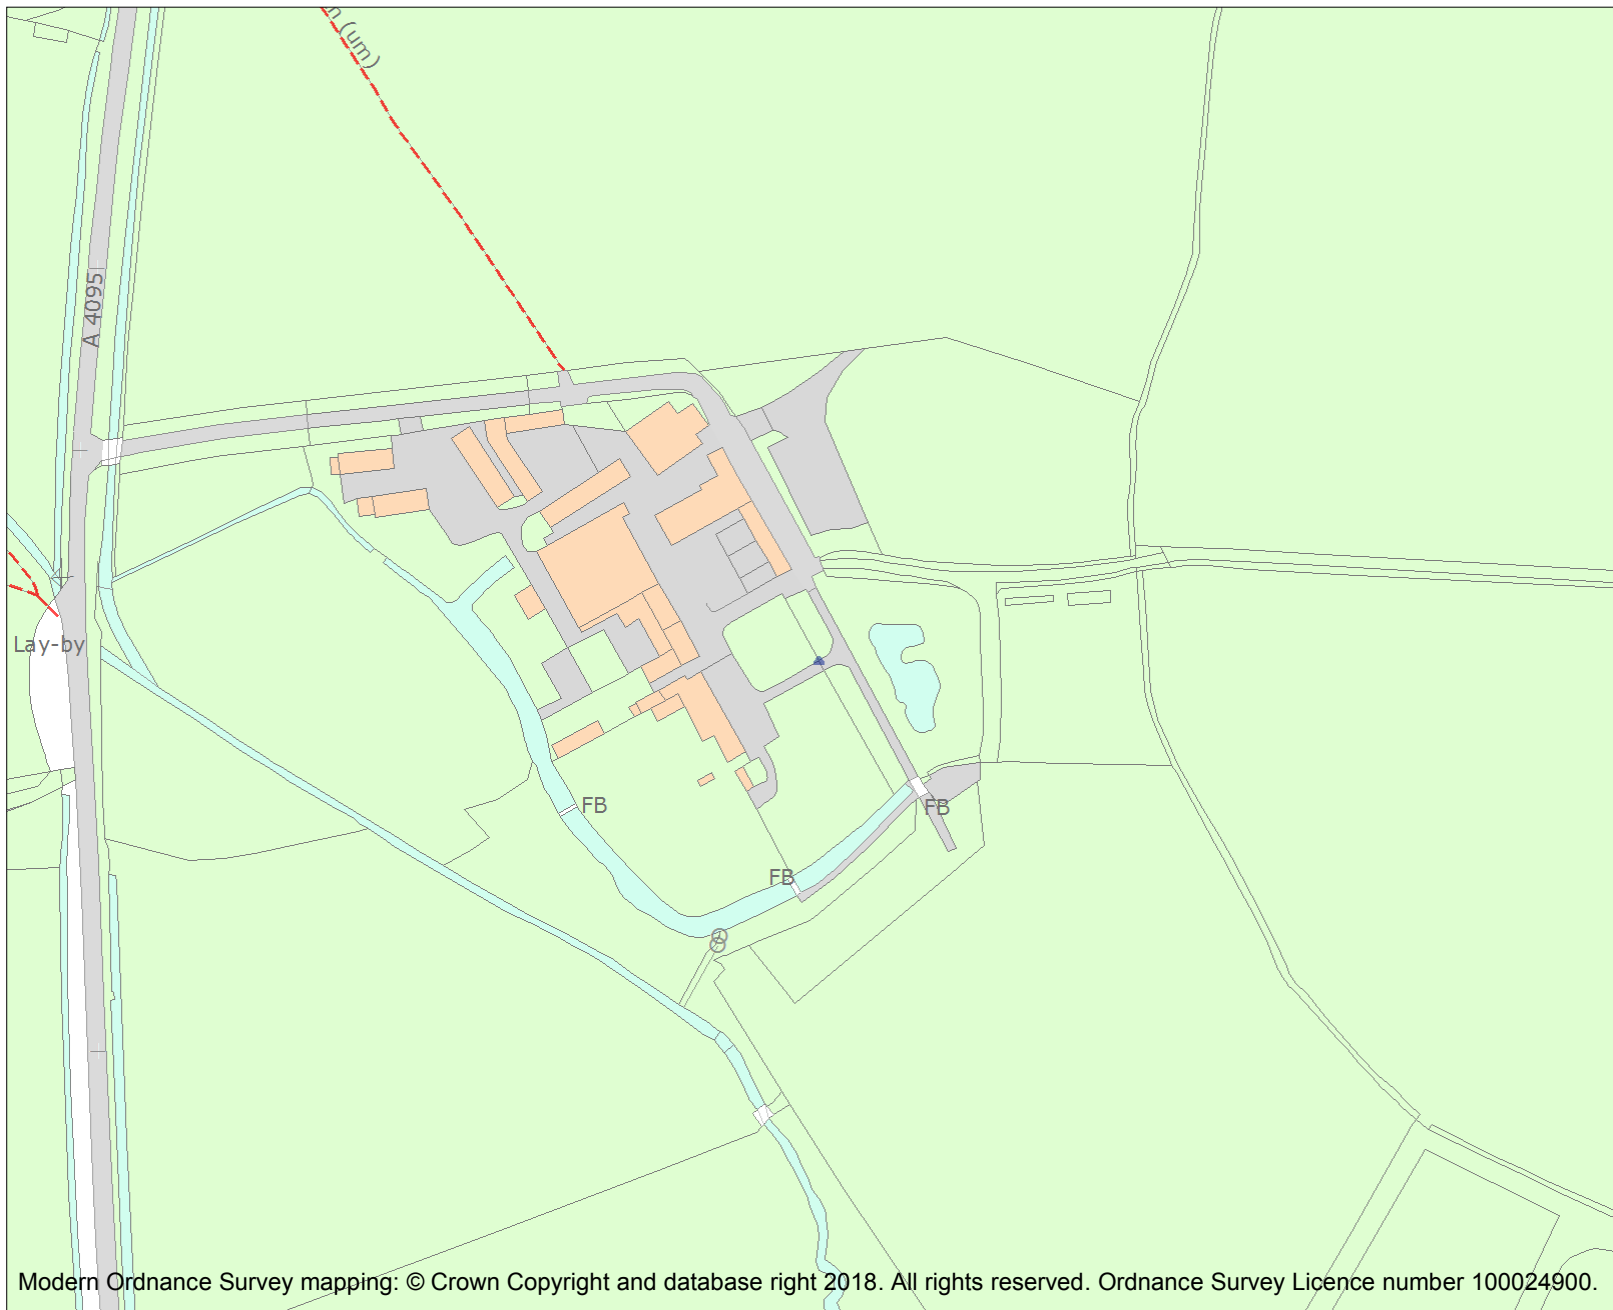 (um)
A 4095
Lay-by
FB
FB
FB
Modern Ordnance Survey mapping: © Crown Copyright and database right 2018. All rights reserved. Ordnance Survey Licence number 100024900.